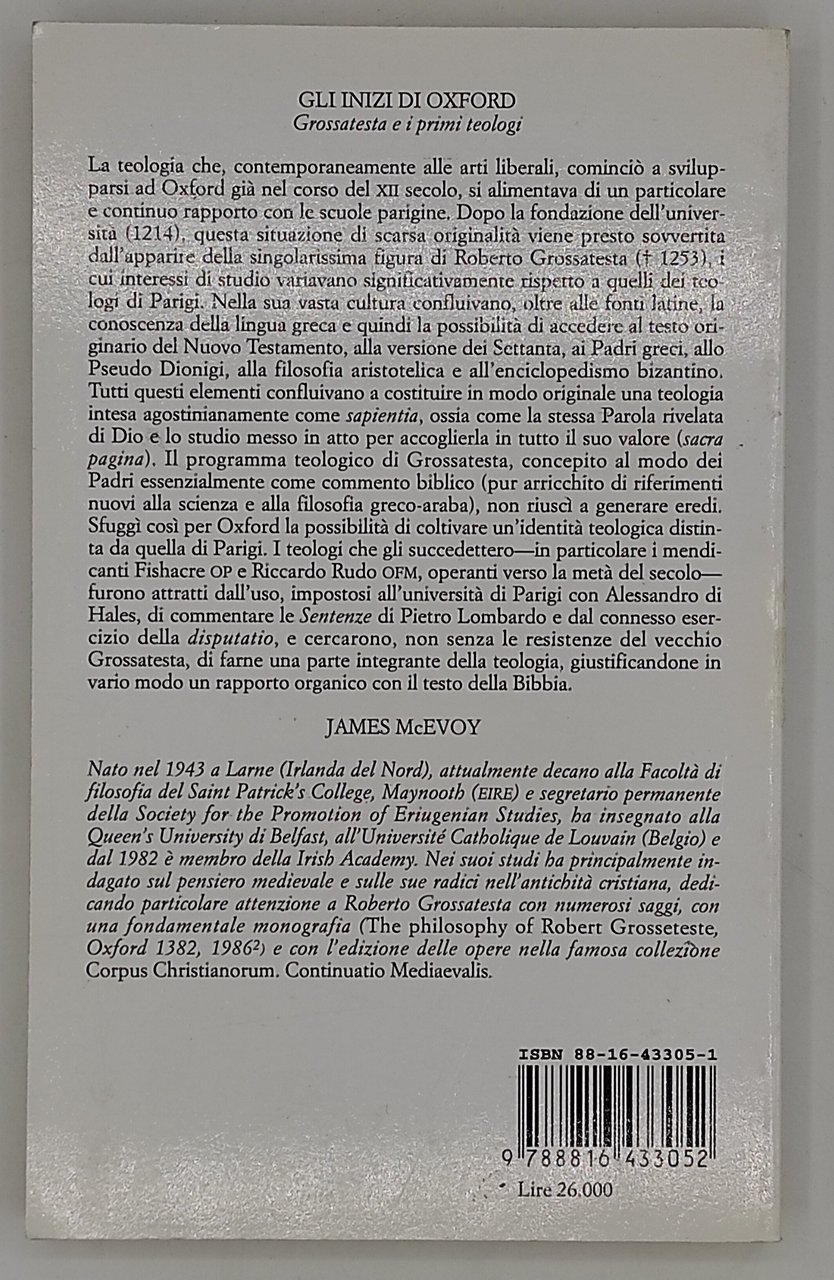 GLI INIZI DI OXFORD
Grossatesta e i primi teologi
La teologia che, contemporaneamente alle arti liberali, cominciò a svilup-
parsi ad Oxford già nel corso del XII secolo, si alimentava di un particolare
e continuo rapporto con le scuole parigine. Dopo la fondazione dell'univer-
sità (1214), questa situazione di scarsa originalità viene presto sovvertita
dall'apparire della singolarissima figura di Roberto Grossatesta († 1253), i
cui interessi di studio variavano significativamente rispetto a quelli dei teo-
logi di Parigi. Nella sua vasta cultura confluivano, oltre alle fonti latine, la
conoscenza della lingua greca e quindi la possibilità di accedere al testo ori-
ginario del Nuovo Testamento, alla versione dei Settanta, ai Padri greci, allo
Pseudo Dionigi, alla filosofia aristotelica e all'enciclopedismo bizantino.
Tutti questi elementi confluivano a costituire in modo originale una teologia
intesa agostinianamente come sapientia, ossia come la stessa Parola rivelata
di Dio e lo studio messo in atto per accoglierla in tutto il suo valore (sacra
pagina). Il programma teologico di Grossatesta, concepito al modo dei
Padri essenzialmente come commento biblico (pur arricchito di riferimenti
nuovi alla scienza e alla filosofia greco-araba), non riuscì a generare eredi.
Sfuggì così per Oxford la possibilità di coltivare un'identità teologica distin-
ta da quella di Parigi. I teologi che gli succedettero—in particolare i mendi-
canti Fishacre OP e Riccardo Rudo OFM, operanti verso la metà del secolo—
furono attratti dall'uso, impostosi all'università di Parigi con Alessandro di
Hales, di commentare le Sentenze di Pietro Lombardo e dal connesso eser-
cizio della disputatio, e cercarono, non senza le resistenze del vecchio
Grossatesta, di farne una parte integrante della teologia, giustificandone in
vario modo un rapporto organico con il testo della Bibbia.
JAMES McEVOY
Nato nel 1943 a Larne (Irlanda del Nord), attualmente decano alla Facoltà di
filosofia del Saint Patrick's College, Maynooth (EIRE) e segretario permanente
della Society for the Promotion of Eriugenian Studies, ha insegnato alla
Queen's University di Belfast, all'Université Catholique de Louvain (Belgio) e
dal 1982 è membro della Irish Academy. Nei suoi studi ha principalmente in-
dagato sul pensiero medievale e sulle sue radici nell'antichità cristiana, dedi-
cando particolare attenzione a Roberto Grossatesta con numerosi saggi, con
una fondamentale monografia (The philosophy of Robert Grosseteste,
Oxford 1382, 1986²) e con l'edizione delle opere nella famosa collezione
Corpus Christianorum. Continuatio Mediaevalis.
ISBN 88-16-43305-1
9 788816 433052
Lire 26.000